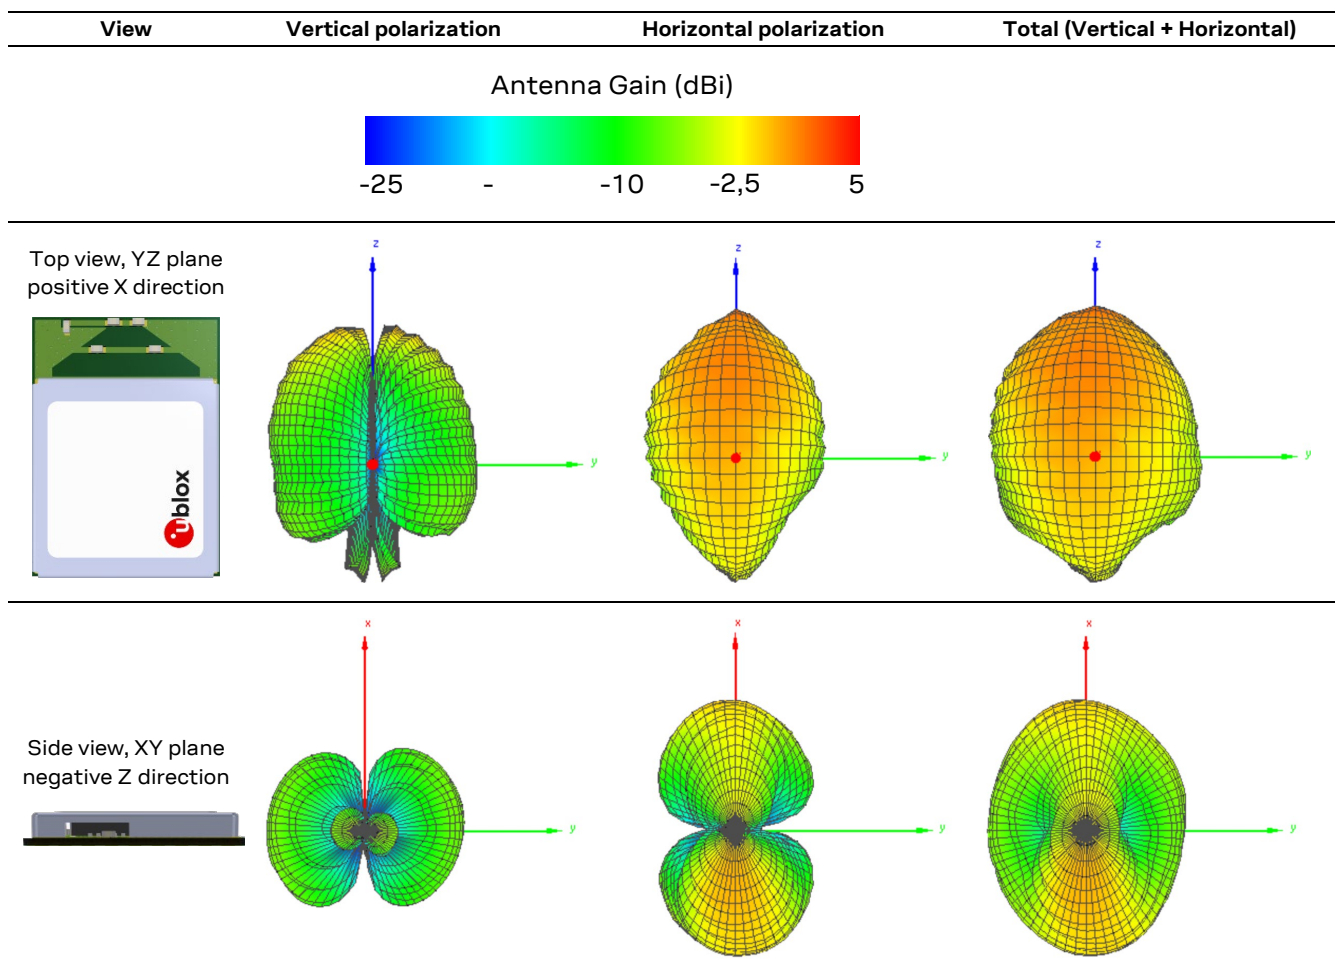 View Vertical polarization Horizontal polarization Total (Vertical + Horizontal)
Antenna Gain (dBi)
-25 - -10 -2,5 5
Top view, YZ plane
positive X direction
ublox
z
y
z
y
z
y
Side view, XY plane
negative Z direction
x
y
x
y
x
y